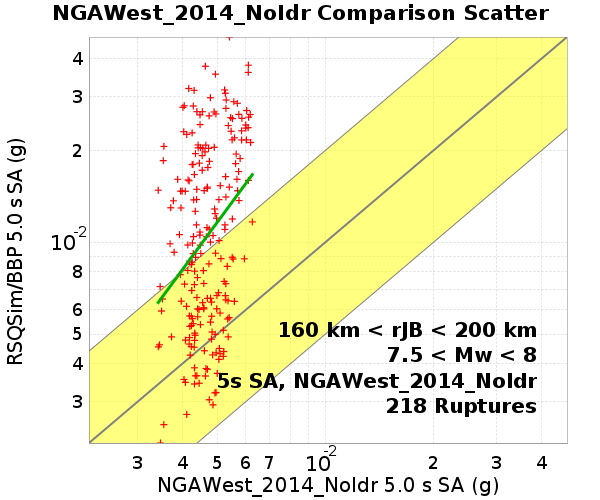 NGAWest_2014_NoIdr Comparison Scatter
RSQSim/BBP 5.0 s SA (g)
4
3
2
10-2
8
6
5
4
3
160 km < rJB < 200 km
7.5 < Mw < 8
5s SA, NGAWest_2014_NoIdr
218 Ruptures
3 4 5 6 7 10-2 2 3 4
NGAWest_2014_NoIdr 5.0 s SA (g)